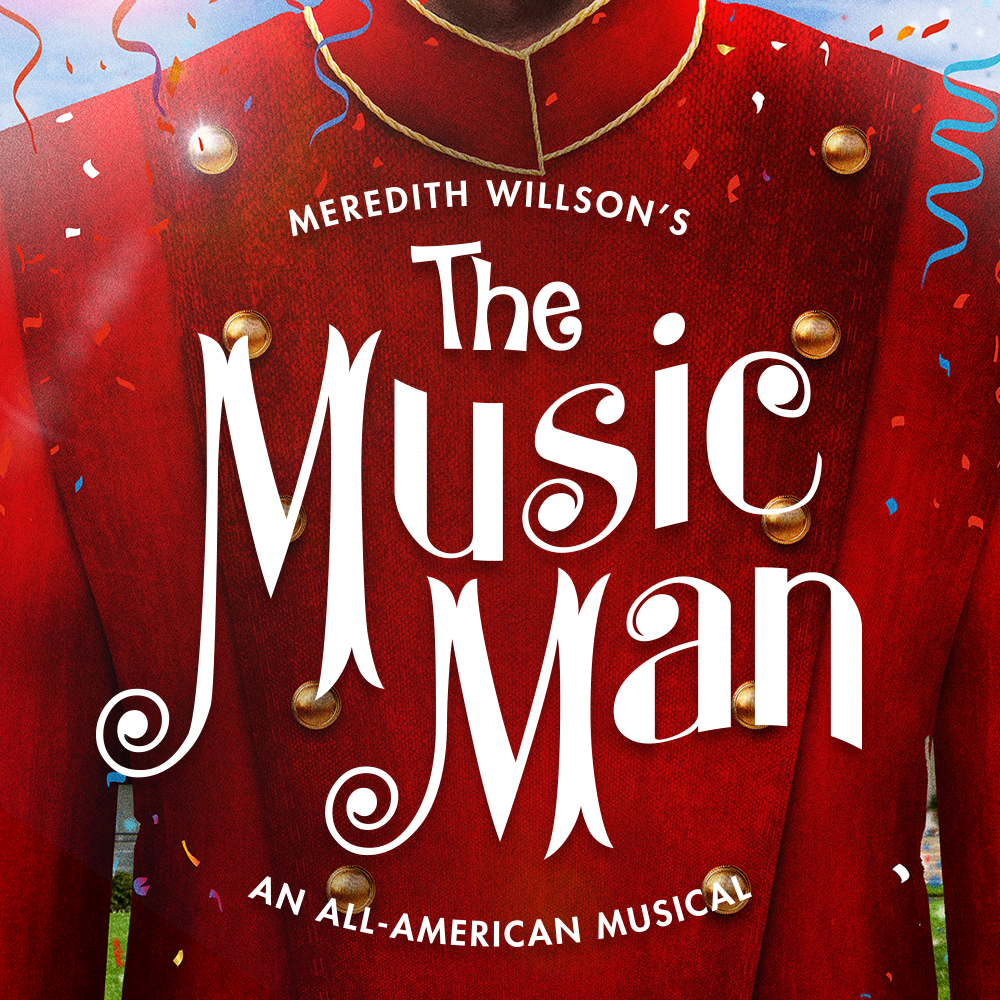 MEREDITH WILLSON'S
The
Music
Man
AN ALL-AMERICAN MUSICAL